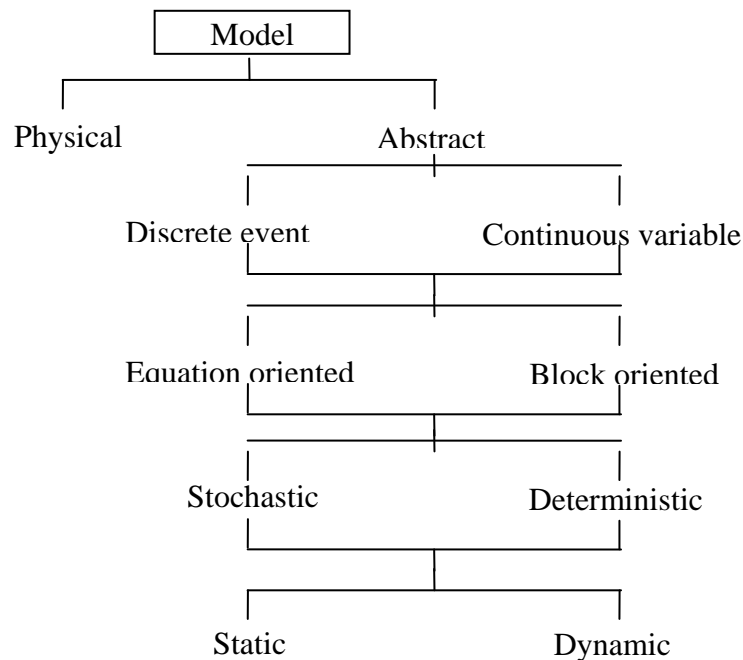 Model
Physical Abstract
Discrete event Continuous variable
Equation oriented Block oriented
Stochastic Deterministic
Static Dynamic